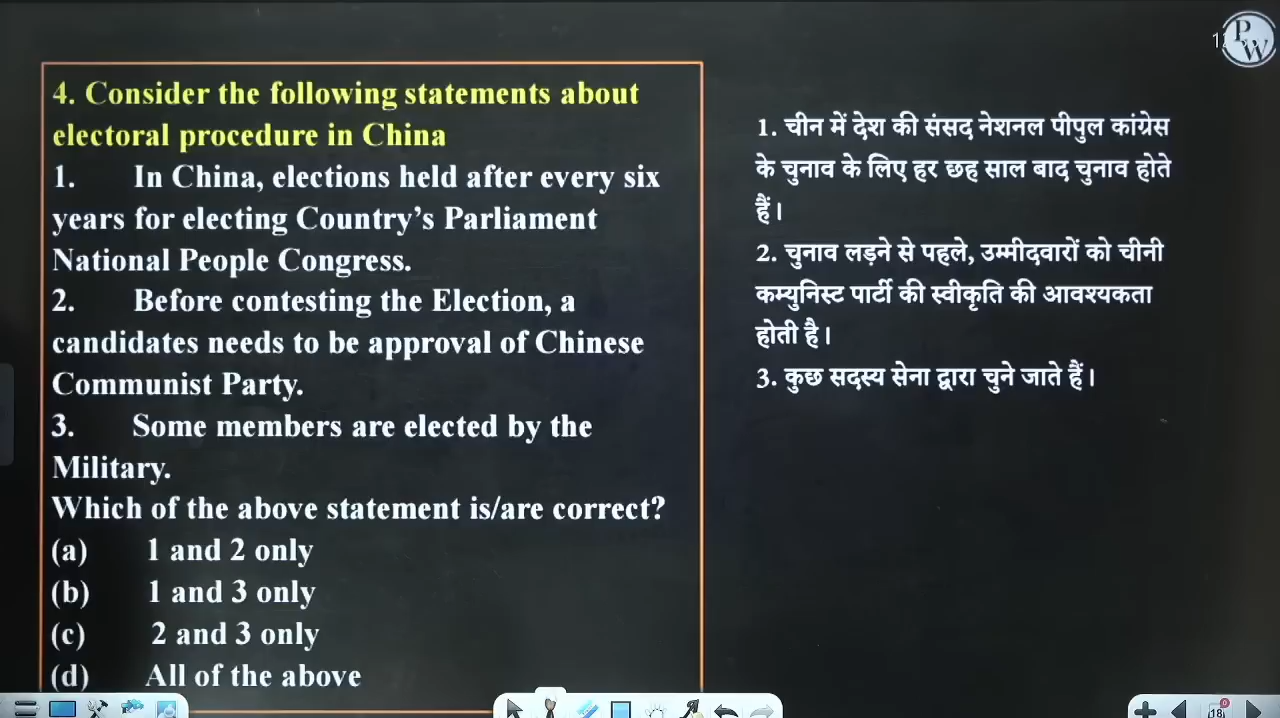 4. Consider the following statements about
electoral procedure in China
1. In China, elections held after every six
years for electing Country's Parliament
National People Congress.
2. Before contesting the Election, a
candidates needs to be approval of Chinese
Communist Party.
3. Some members are elected by the
Military.
Which of the above statement is/are correct?
(a) 1 and 2 only
(b) 1 and 3 only
(c) 2 and 3 only
(d) All of the above
1. चीन में देश की संसद नेशनल पीपुल कांग्रेस
के चुनाव के लिए हर छह साल बाद चुनाव होते
हैं।
2. चुनाव लड़ने से पहले, उम्मीदवारों को चीनी
कम्युनिस्ट पार्टी की स्वीकृति की आवश्यकता
होती है।
3. कुछ सदस्य सेना द्वारा चुने जाते हैं।
PW
18